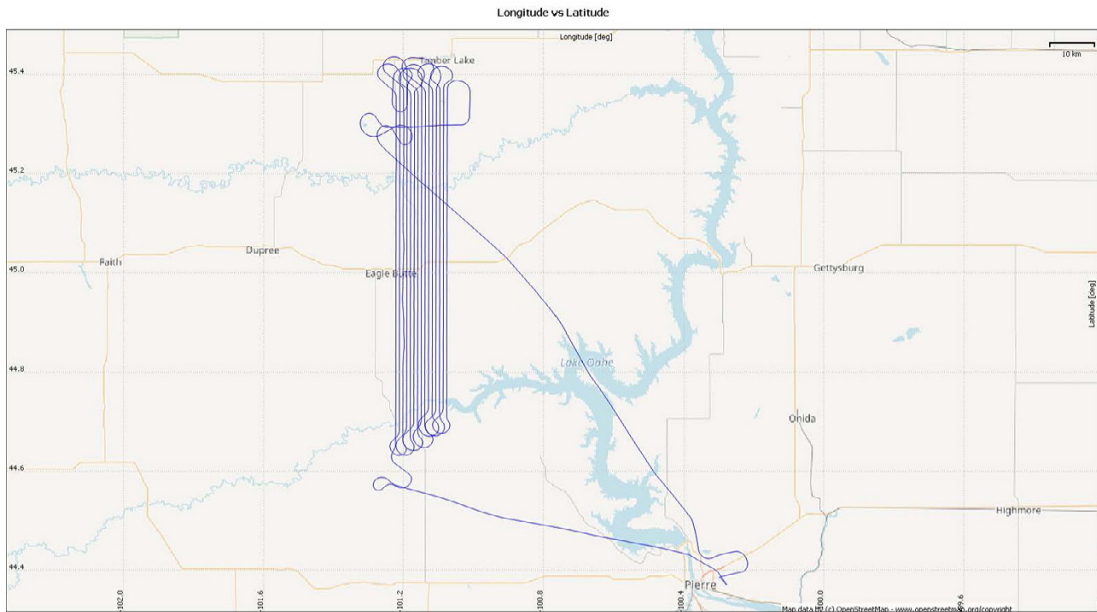 Longitude vs Latitude
Longitude [deg]
10 km
45.4
Timber Lake
45.2
Dupree
Faith
45.0
Eagle Butte
Gettysburg
Latitude [deg]
44.8
Lake Oahe
Onida
44.6
Highmore
44.4
Pierre
-102.0
-101.6
-101.2
-100.8
-100.4
-100.0
-99.6
Map data by (c) OpenStreetMap - www.openstreetmap.org/copyright